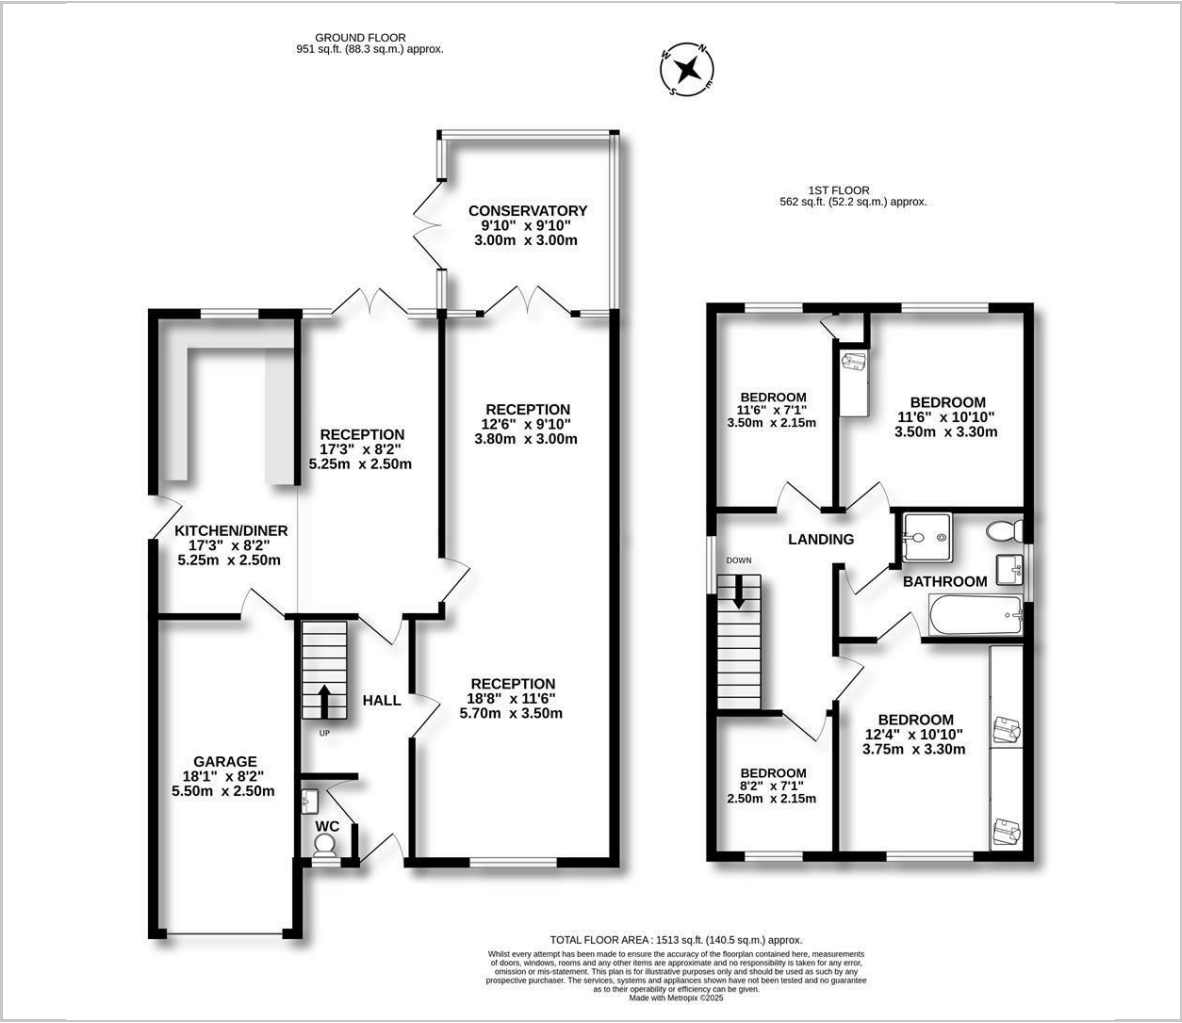 GROUND FLOOR
951 sq.ft. (88.3 sq.m.) approx.
N
E
S
W
CONSERVATORY
9'10" x 9'10"
3.00m x 3.00m
RECEPTION
12'6" x 9'10"
3.80m x 3.00m
RECEPTION
17'3" x 8'2"
5.25m x 2.50m
KITCHEN/DINER
17'3" x 8'2"
5.25m x 2.50m
RECEPTION
18'8" x 11'6"
5.70m x 3.50m
HALL
UP
GARAGE
18'1" x 8'2"
5.50m x 2.50m
WC
1ST FLOOR
562 sq.ft. (52.2 sq.m.) approx.
BEDROOM
11'6" x 7'1"
3.50m x 2.15m
BEDROOM
11'6" x 10'10"
3.50m x 3.30m
LANDING
DOWN
BATHROOM
BEDROOM
12'4" x 10'10"
3.75m x 3.30m
BEDROOM
8'2" x 7'1"
2.50m x 2.15m
TOTAL FLOOR AREA : 1513 sq.ft. (140.5 sq.m.) approx.
Whilst every attempt has been made to ensure the accuracy of the floorplan contained here, measurements
of doors, windows, rooms and any other items are approximate and no responsibility is taken for any error,
omission or mis-statement. This plan is for illustrative purposes only and should be used as such by any
prospective purchaser. The services, systems and appliances shown have not been tested and no guarantee
as to their operability or efficiency can be given.
Made with Metropix ©2025